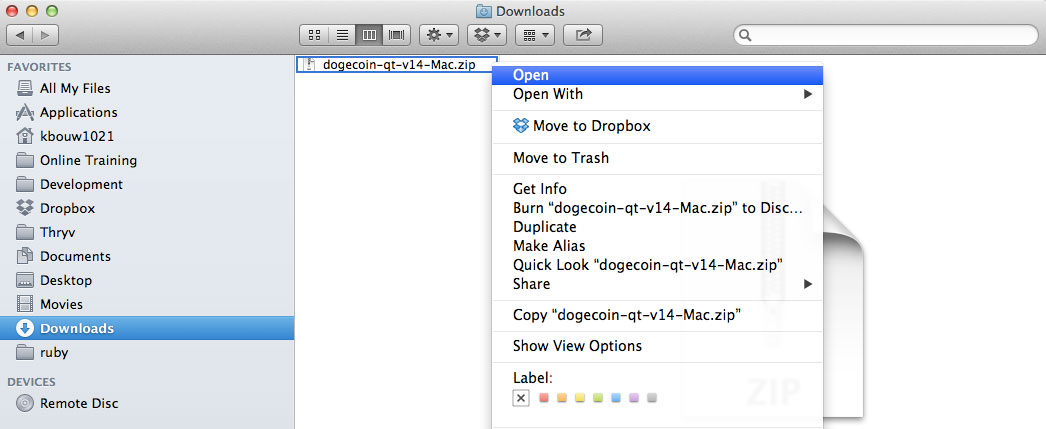 Downloads
FAVORITES
All My Files
Applications
kbouw1021
Online Training
Development
Dropbox
Thryv
Documents
Desktop
Movies
Downloads
ruby
DEVICES
Remote Disc
dogecoin-qt-v14-Mac.zip
Open
Open With
Move to Dropbox
Move to Trash
Get Info
Burn “dogecoin-qt-v14-Mac.zip” to Disc...
Duplicate
Make Alias
Quick Look “dogecoin-qt-v14-Mac.zip”
Share
Copy “dogecoin-qt-v14-Mac.zip”
Show View Options
Label:
ZIP